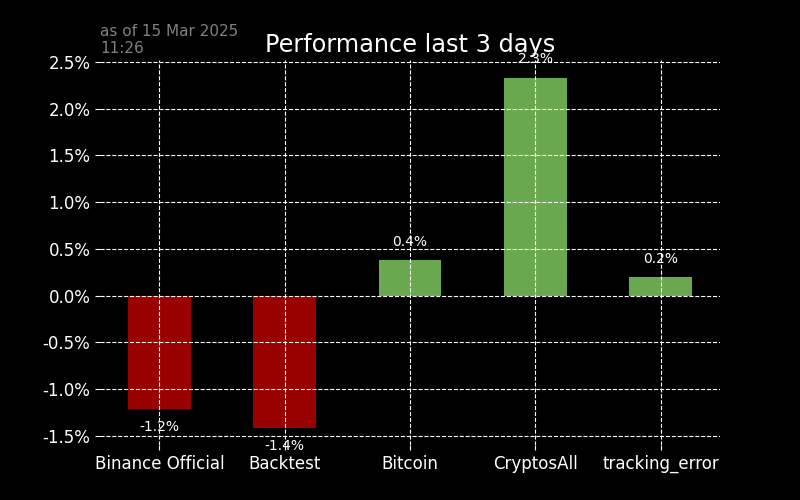 as of 15 Mar 2025
11:26
Performance last 3 days
2.5%
2.0%
1.5%
1.0%
0.5%
0.0%
-0.5%
-1.0%
-1.5%
-1.2%
-1.4%
0.4%
2.3%
0.2%
Binance Official
Backtest
Bitcoin
CryptosAll
tracking_error